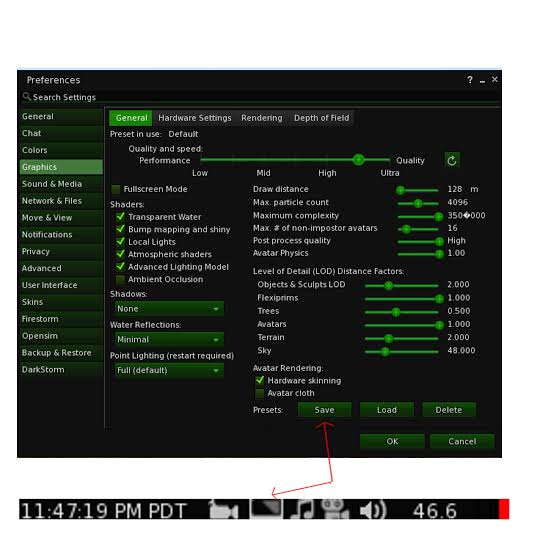 Preferences ? _ ×
Search Settings
General
Chat
Colors
Graphics
Sound & Media
Network & Files
Move & View
Notifications
Privacy
Advanced
User Interface
Skins
Firestorm
Opensim
Backup & Restore
DarkStorm
General Hardware Settings Rendering Depth of Field
Preset in use: Default
Quality and speed:
Performance Quality
Low Mid High Ultra
Fullscreen Mode
Shaders:
Transparent Water
Bump mapping and shiny
Local Lights
Atmospheric shaders
Advanced Lighting Model
Ambient Occlusion
Shadows:
None
Water Reflections:
Minimal
Point Lighting (restart required)
Full (default)
Draw distance 128 m
Max. particle count 4096
Maximum complexity 350�000
Max. # of non-impostor avatars 16
Post process quality High
Avatar Physics 1.00
Level of Detail (LOD) Distance Factors:
Objects & Sculpts LOD 2.000
Flexiprims 1.000
Trees 0.500
Avatars 1.000
Terrain 2.000
Sky 48.000
Avatar Rendering:
Hardware skinning
Avatar cloth
Presets: Save Load Delete
OK Cancel
11:47:19 PM PDT 46.6